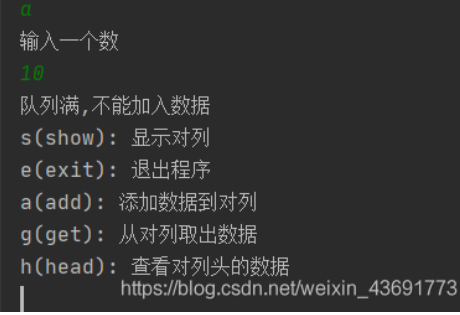 a
输入一个数
10
队列满,不能加入数据
s(show): 显示对列
e(exit): 退出程序
a(add): 添加数据到对列
g(get): 从对列取出数据
h(head): 查看对列头的数据
https://blog.csdn.net/weixin_43691773